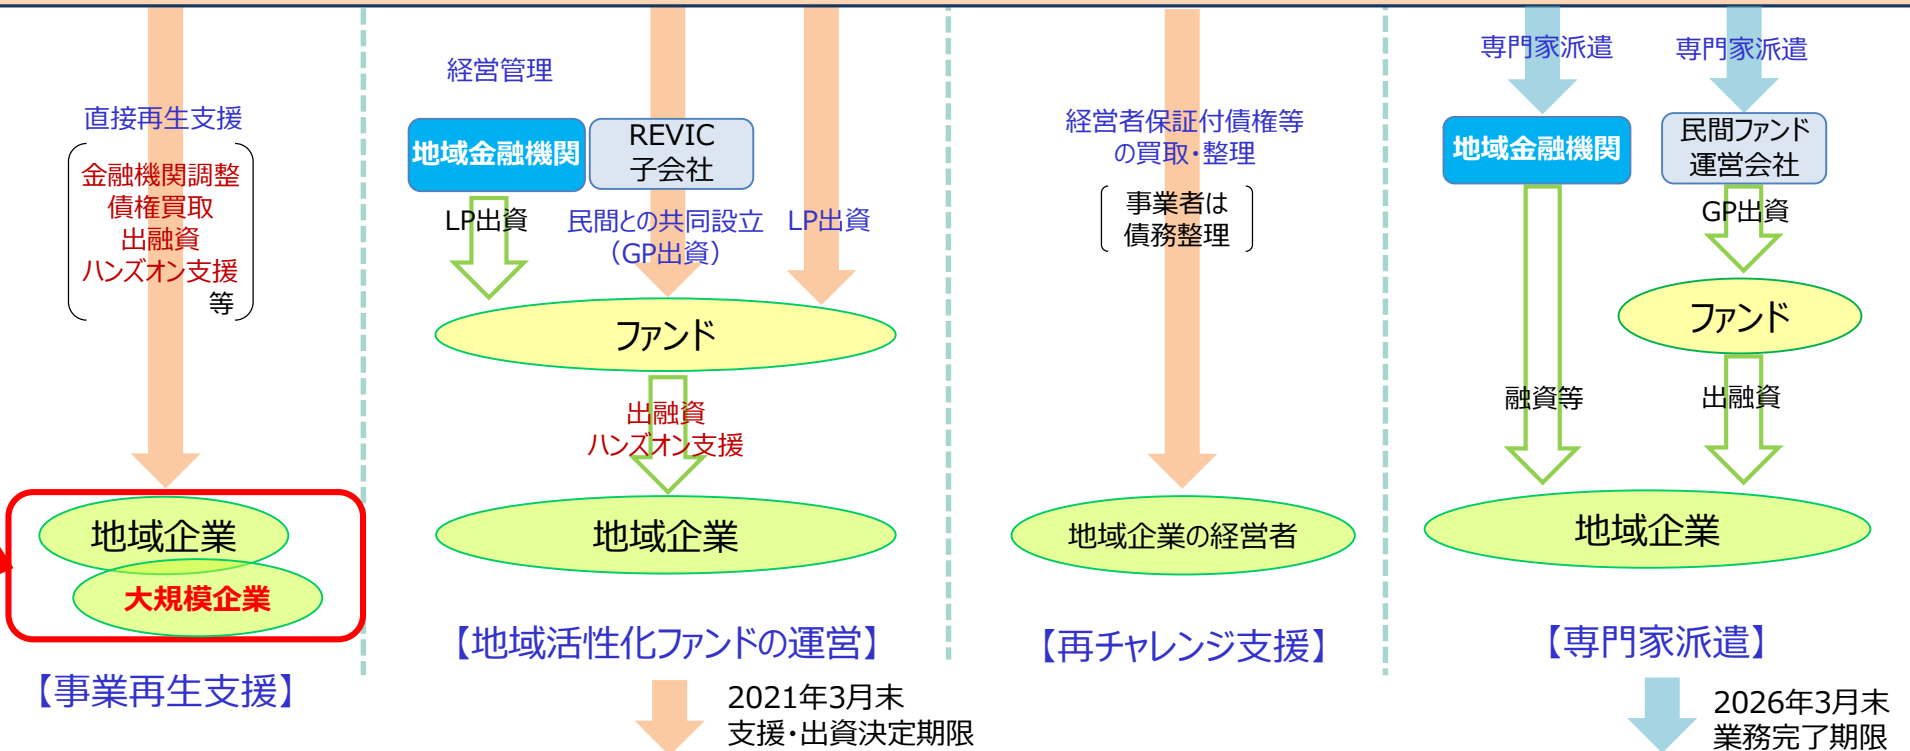 直接再生支援
金融機関調整
債権買取
出融資
ハンズオン支援
等
地域企業
大規模企業
【事業再生支援】
経営管理
地域金融機関
REVIC
子会社
LP出資
民間との共同設立
（GP出資）
LP出資
ファンド
出融資
ハンズオン支援
地域企業
【地域活性化ファンドの運営】
2021年3月末
支援・出資決定期限
経営者保証付債権等
の買取・整理
事業者は
債務整理
地域企業の経営者
【再チャレンジ支援】
専門家派遣
専門家派遣
地域金融機関
民間ファンド
運営会社
GP出資
ファンド
融資等
出融資
地域企業
【専門家派遣】
2026年3月末
業務完了期限